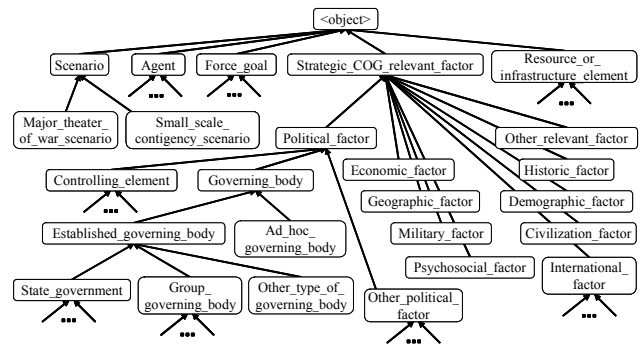 <object>
Scenario
Agent
Force_goal
Strategic_COG_relevant_factor
Resource_or_
infrastructure_element
Major_theater_
of_war_scenario
Small_scale_
contigency_scenario
Political_factor
Other_relevant_factor
Economic_factor
Historic_factor
Controlling_element
Governing_body
Geographic_factor
Demographic_factor
Established_governing_body
Ad_hoc_
governing_body
Military_factor
Civilization_factor
Psychosocial_factor
International_
factor
State_government
Group_
governing_body
Other_type_of_
governing_body
Other_political_
factor